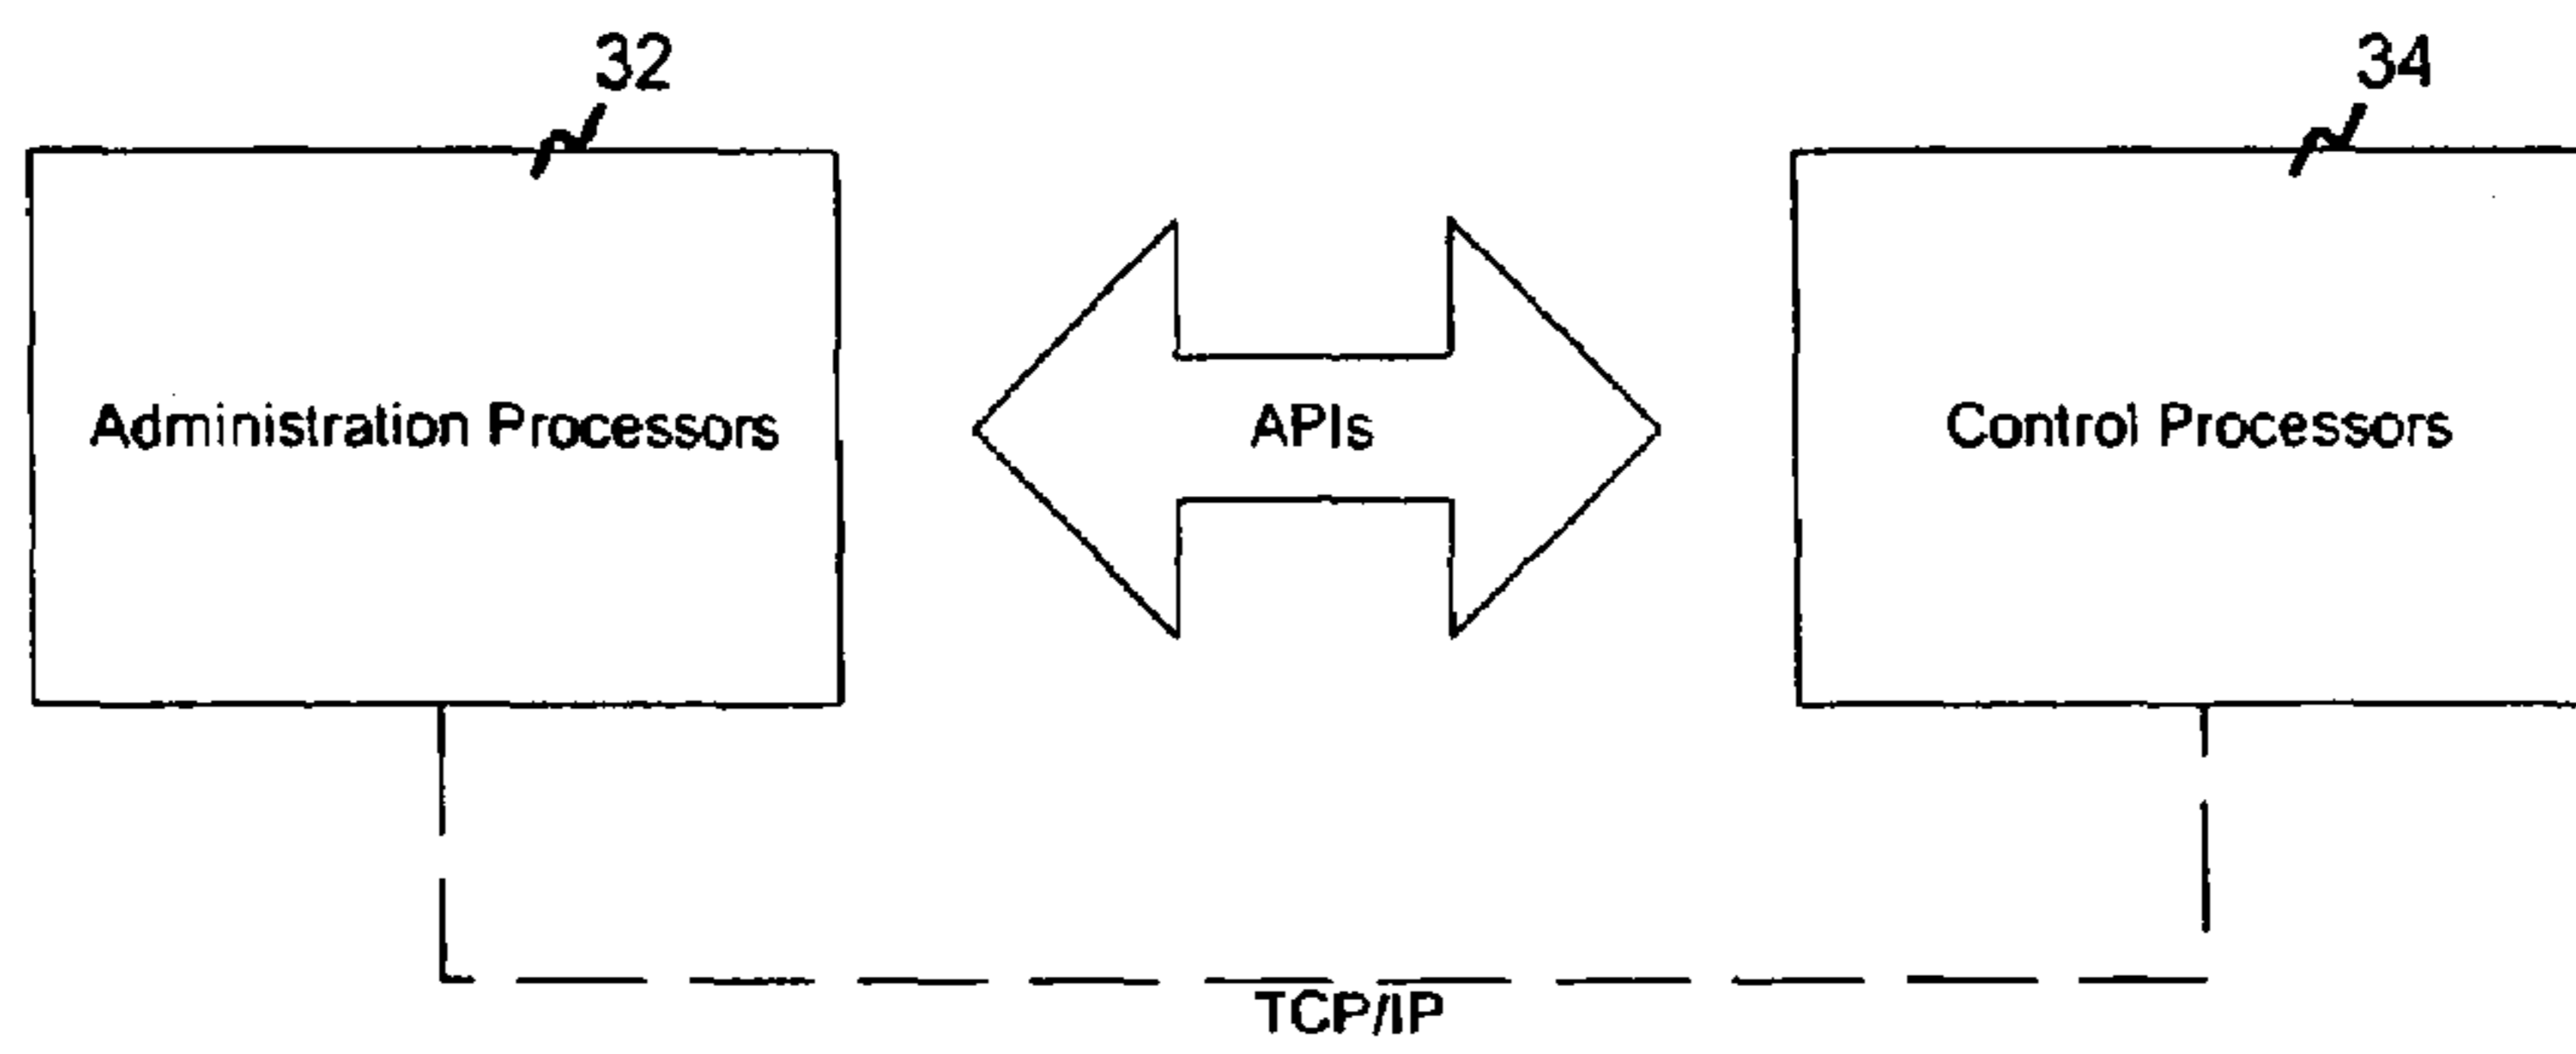 32
34
Administration Processors
APIs
Control Processors
TCP/IP